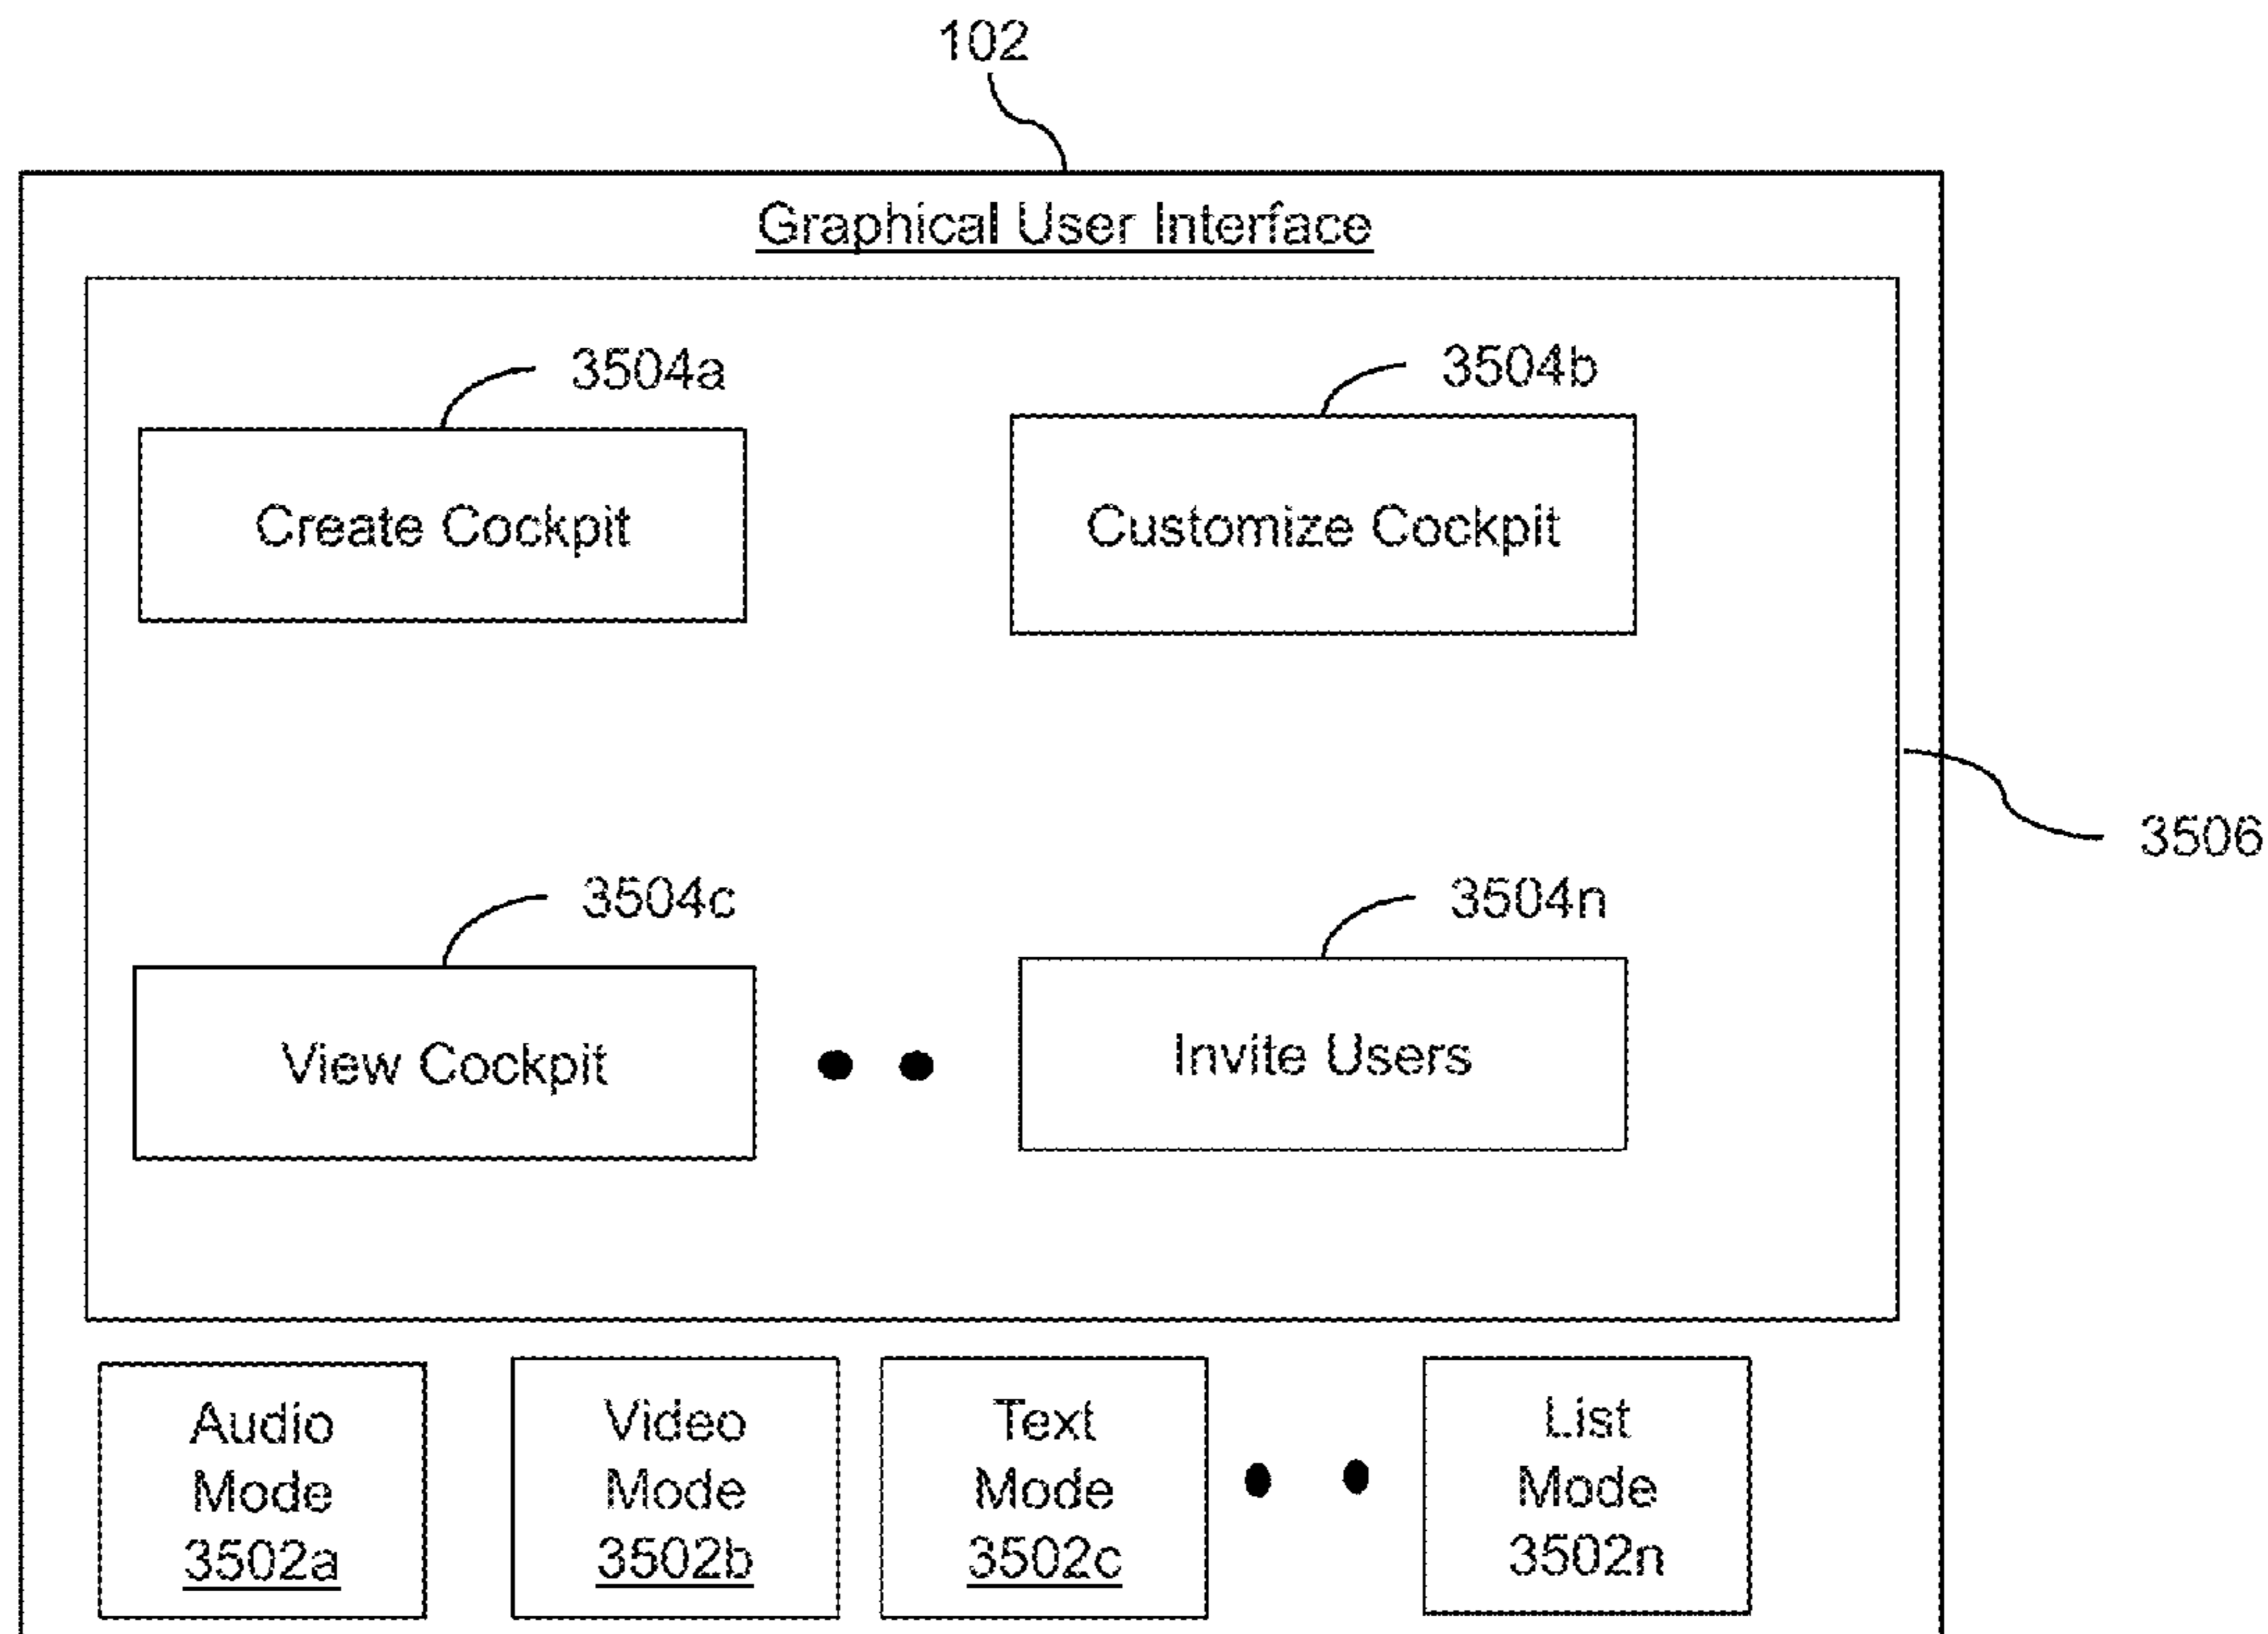 102
Graphical User Interface
3504a
3504b
Create Cockpit
Customize Cockpit
3506
3504c
3504n
View Cockpit
Invite Users
Audio
Mode
3502a
Video
Mode
3502b
Text
Mode
3502c
List
Mode
3502n